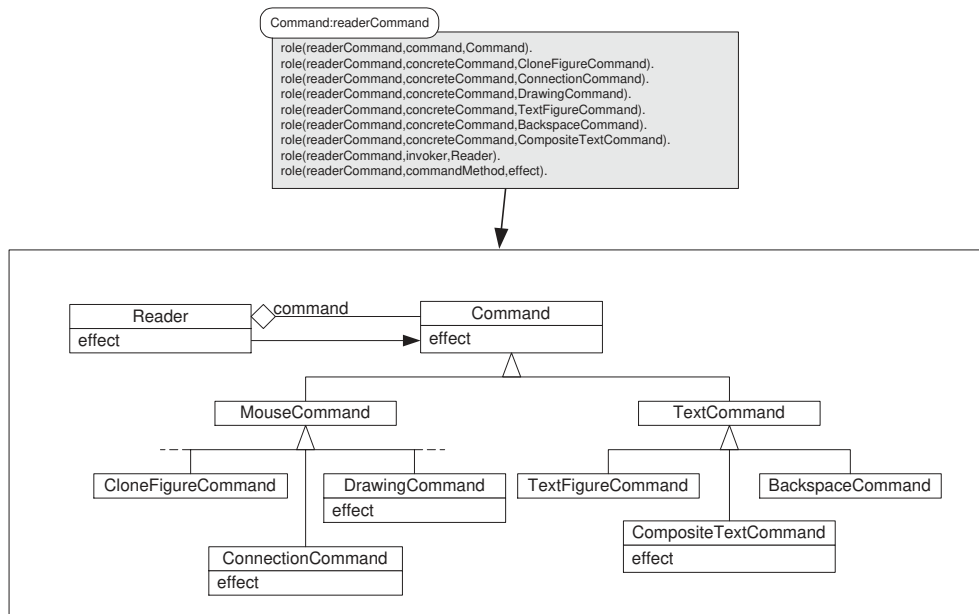 Command:readerCommand
role(readerCommand,command,Command).
role(readerCommand,concreteCommand,CloneFigureCommand).
role(readerCommand,concreteCommand,ConnectionCommand).
role(readerCommand,concreteCommand,DrawingCommand).
role(readerCommand,concreteCommand,TextFigureCommand).
role(readerCommand,concreteCommand,BackspaceCommand).
role(readerCommand,concreteCommand,CompositeTextCommand).
role(readerCommand,invoker,Reader).
role(readerCommand,commandMethod,effect).
Reader
effect
command
Command
effect
MouseCommand
TextCommand
CloneFigureCommand
DrawingCommand
effect
TextFigureCommand
BackspaceCommand
ConnectionCommand
effect
CompositeTextCommand
effect